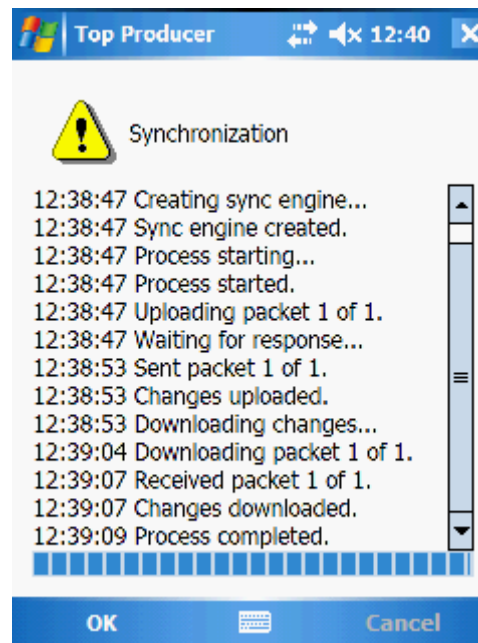 Top Producer 12:40
Synchronization
12:38:47 Creating sync engine...
12:38:47 Sync engine created.
12:38:47 Process starting...
12:38:47 Process started.
12:38:47 Uploading packet 1 of 1.
12:38:47 Waiting for response...
12:38:53 Sent packet 1 of 1.
12:38:53 Changes uploaded.
12:38:53 Downloading changes...
12:39:04 Downloading packet 1 of 1.
12:39:07 Received packet 1 of 1.
12:39:07 Changes downloaded.
12:39:09 Process completed.
OK Cancel